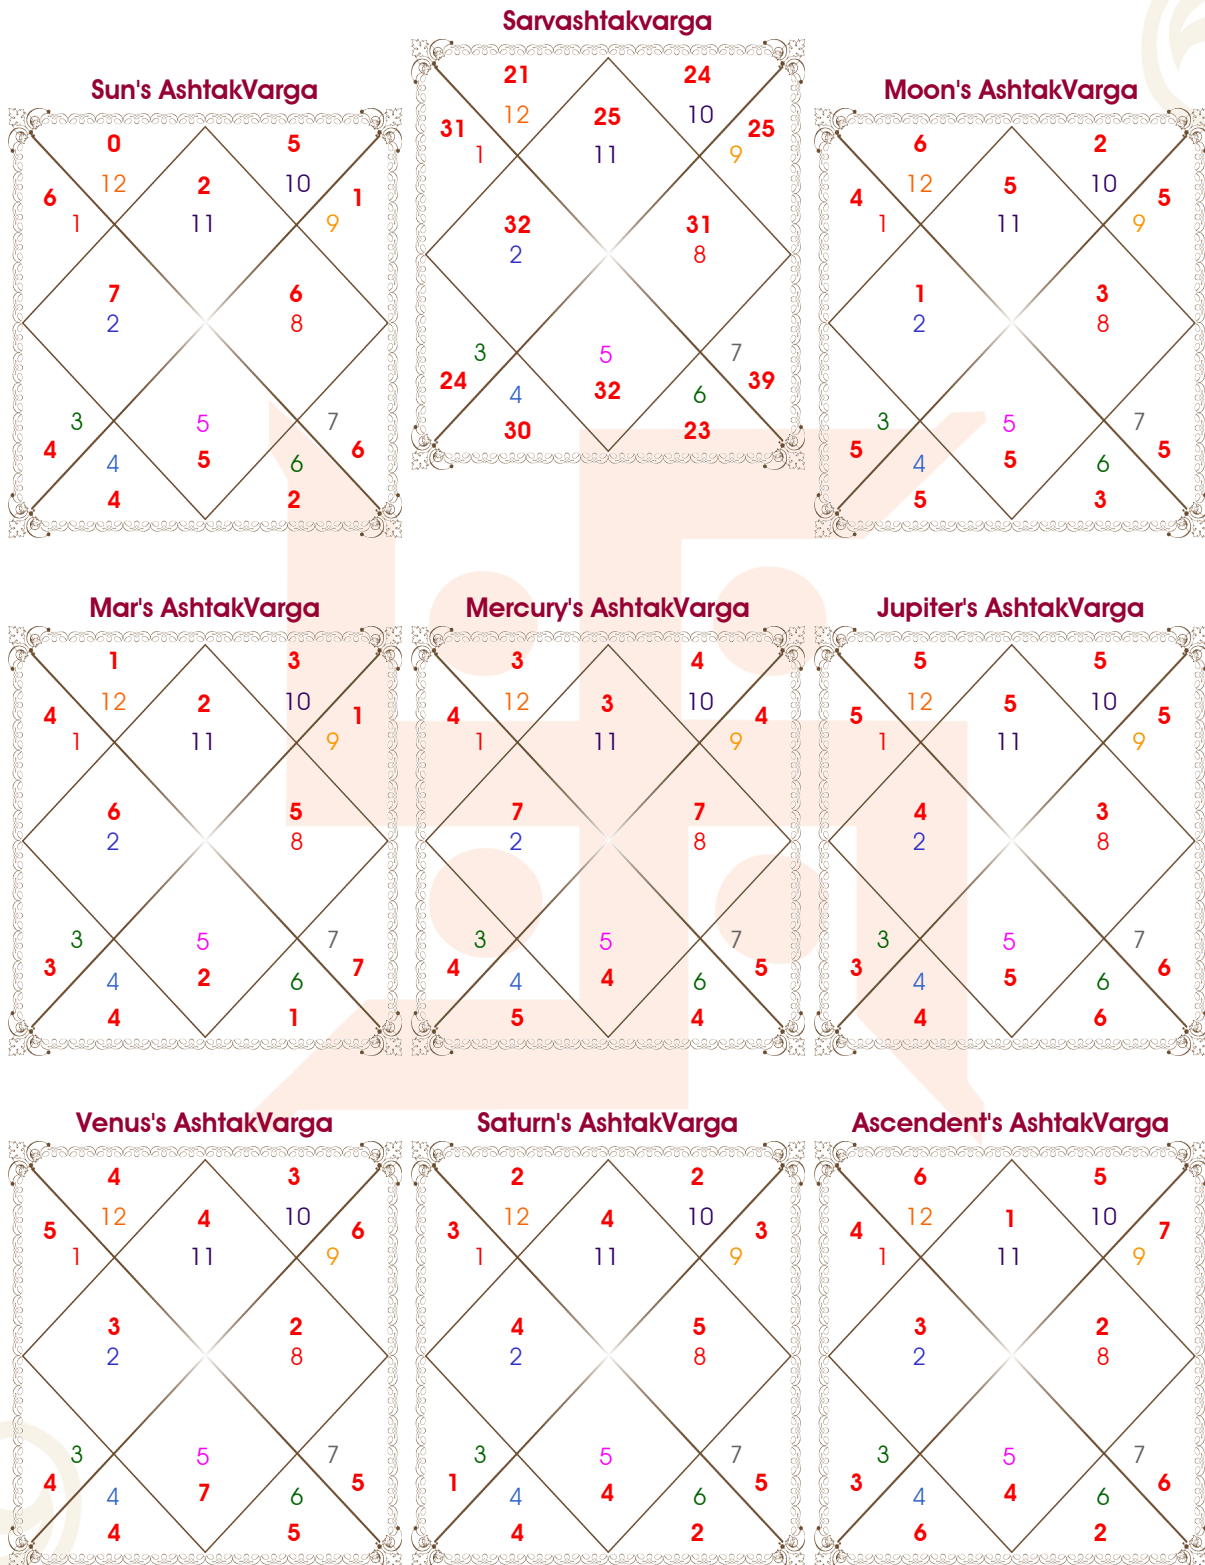 Sarvashtakvarga
21 24
12 25 10
31 25
1 11 9
32 31
2 8
3 5 7
24 32 39
4 6
30 23
Sun's AshtakVarga
0 5
12 2 10
6 1
1 11 9
7 6
2 8
3 5 7
4 5 6
4 6
4 2
Moon's AshtakVarga
6 2
12 5 10
4 5
1 11 9
1 3
2 8
3 5 7
5 5 5
4 6
5 3
Mar's AshtakVarga
1 3
12 2 10
4 1
1 11 9
6 5
2 8
3 5 7
3 2 7
4 6
4 1
Mercury's AshtakVarga
3 4
12 3 10
4 4
1 11 9
7 7
2 8
3 5 7
4 4 5
4 6
5 4
Jupiter's AshtakVarga
5 5
12 5 10
5 5
1 11 9
4 3
2 8
3 5 7
3 5 6
4 6
4 6
Venus's AshtakVarga
4 3
12 4 10
5 6
1 11 9
3 2
2 8
3 5 7
4 7 5
4 6
4 5
Saturn's AshtakVarga
2 2
12 4 10
3 3
1 11 9
4 5
2 8
3 5 7
1 4 5
4 6
4 2
Ascendent's AshtakVarga
6 5
12 1 10
4 7
1 11 9
3 2
2 8
3 5 7
3 4 6
4 6
6 2